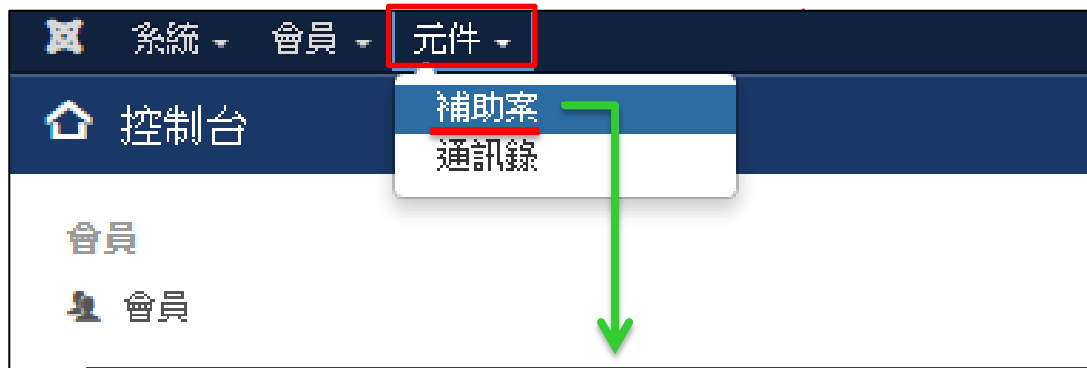 系統 會員 元件
控制台
補助案
通訊錄
會員
會員